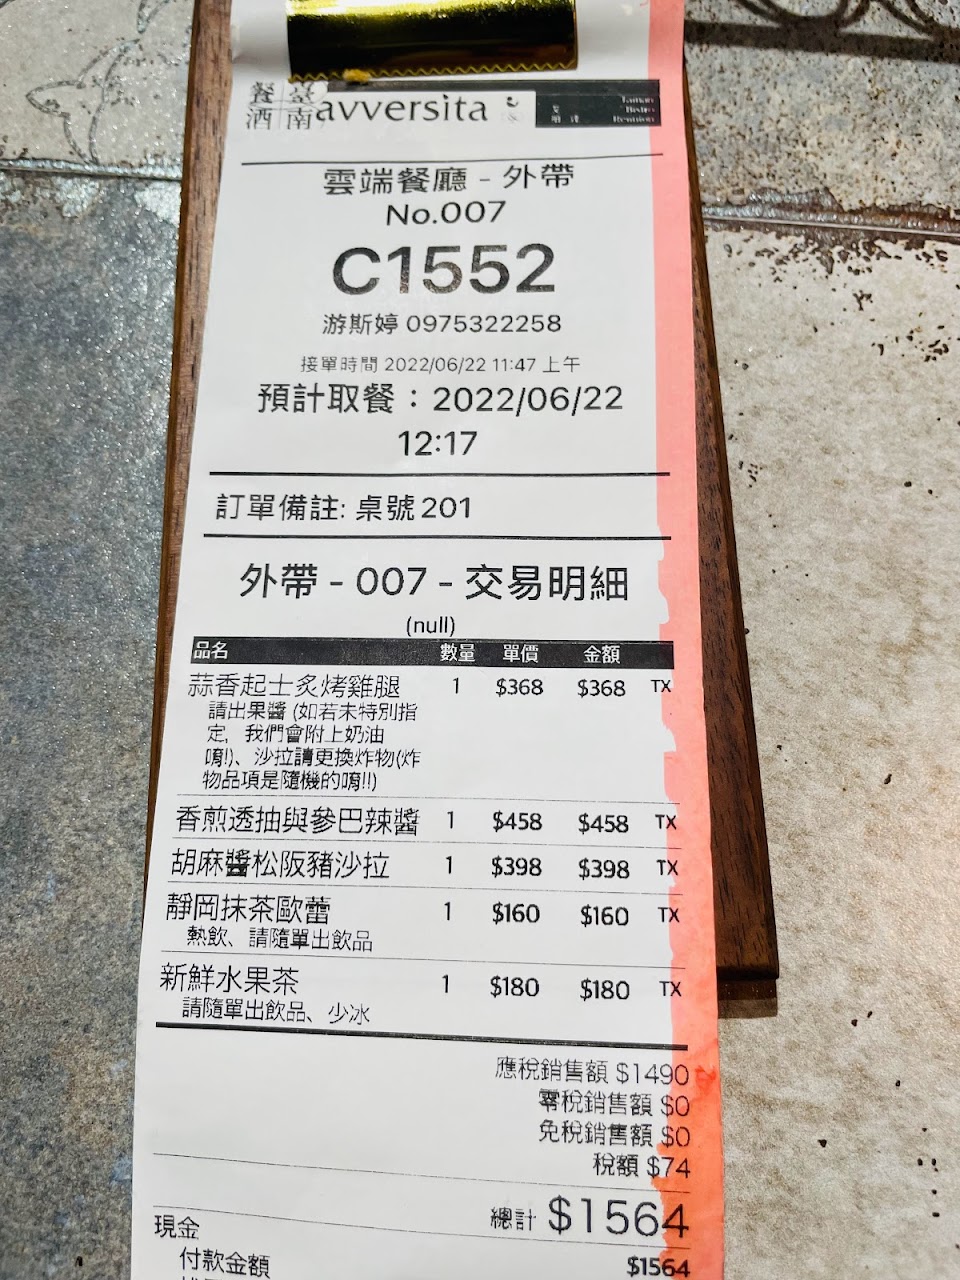 餐臺
酒南
avversita
Tainan
Bistro
Reunion
雲端餐廳 - 外帶
No.007
C1552
游斯婷 0975322258
接單時間 2022/06/22 11:47 上午
預計取餐：2022/06/22
12:17
訂單備註: 桌號201
外帶 - 007 - 交易明細
(null)
品名 數量 單價 金額
蒜香起士炙烤雞腿 1 $368 $368 TX
請出果醬 (如若未特別指
定, 我們會附上奶油
唷!)、沙拉請更換炸物(炸
物品項是隨機的唷!!)
香煎透抽與參巴辣醬 1 $458 $458 TX
胡麻醬松阪豬沙拉 1 $398 $398 TX
靜岡抹茶歐蕾 1 $160 $160 TX
熱飲、請隨單出飲品
新鮮水果茶 1 $180 $180 TX
請隨單出飲品、少冰
應稅銷售額 $1490
零稅銷售額 $0
免稅銷售額 $0
稅額 $74
總計 $1564
現金
付款金額 $1564